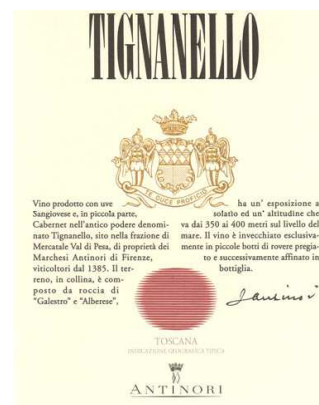 TIGNANELLO
TE DUCE PROFICIO
Vino prodotto con uve
Sangiovese e, in piccola parte,
Cabernet nell'antico podere denomi-
nato Tignanello, sito nella frazione di
Mercatale Val di Pesa, di proprietà dei
Marchesi Antinori di Firenze,
viticoltori dal 1385. Il ter-
reno, in collina, è com-
posto da roccia di
"Galestro" e "Alberese",
ha un' esposizione a
solatio ed un' altitudine che
va dai 350 ai 400 metri sul livello del
mare. Il vino è invecchiato esclusiva-
mente in piccole botti di rovere pregia-
to e successivamente affinato in
bottiglia.
TOSCANA
INDICAZIONE GEOGRAFICA TIPICA
ANTINORI